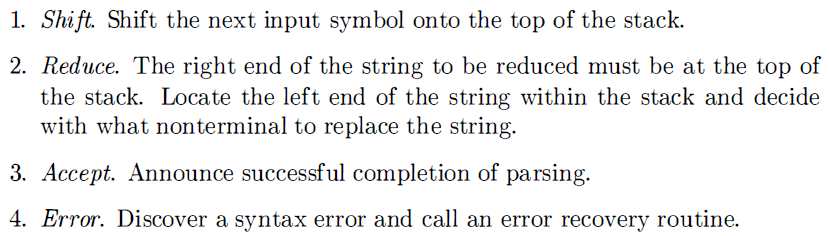 1. Shift. Shift the next input symbol onto the top of the stack.
2. Reduce. The right end of the string to be reduced must be at the top of
the stack. Locate the left end of the string within the stack and decide
with what nonterminal to replace the string.
3. Accept. Announce successful completion of parsing.
4. Error. Discover a syntax error and call an error recovery routine.